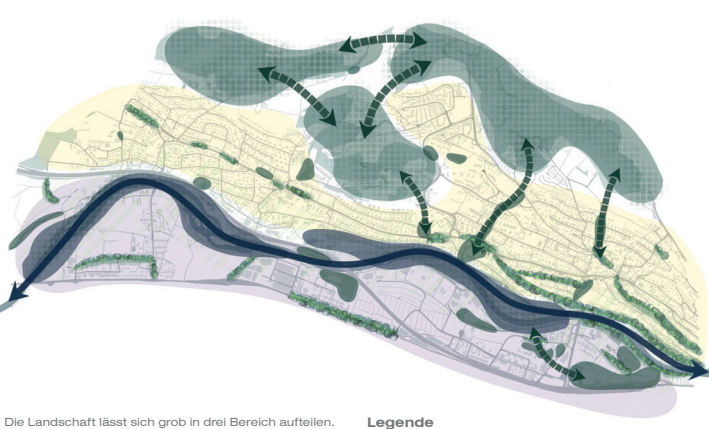 Die Landschaft lässt sich grob in drei Bereich aufteilen.
Legende